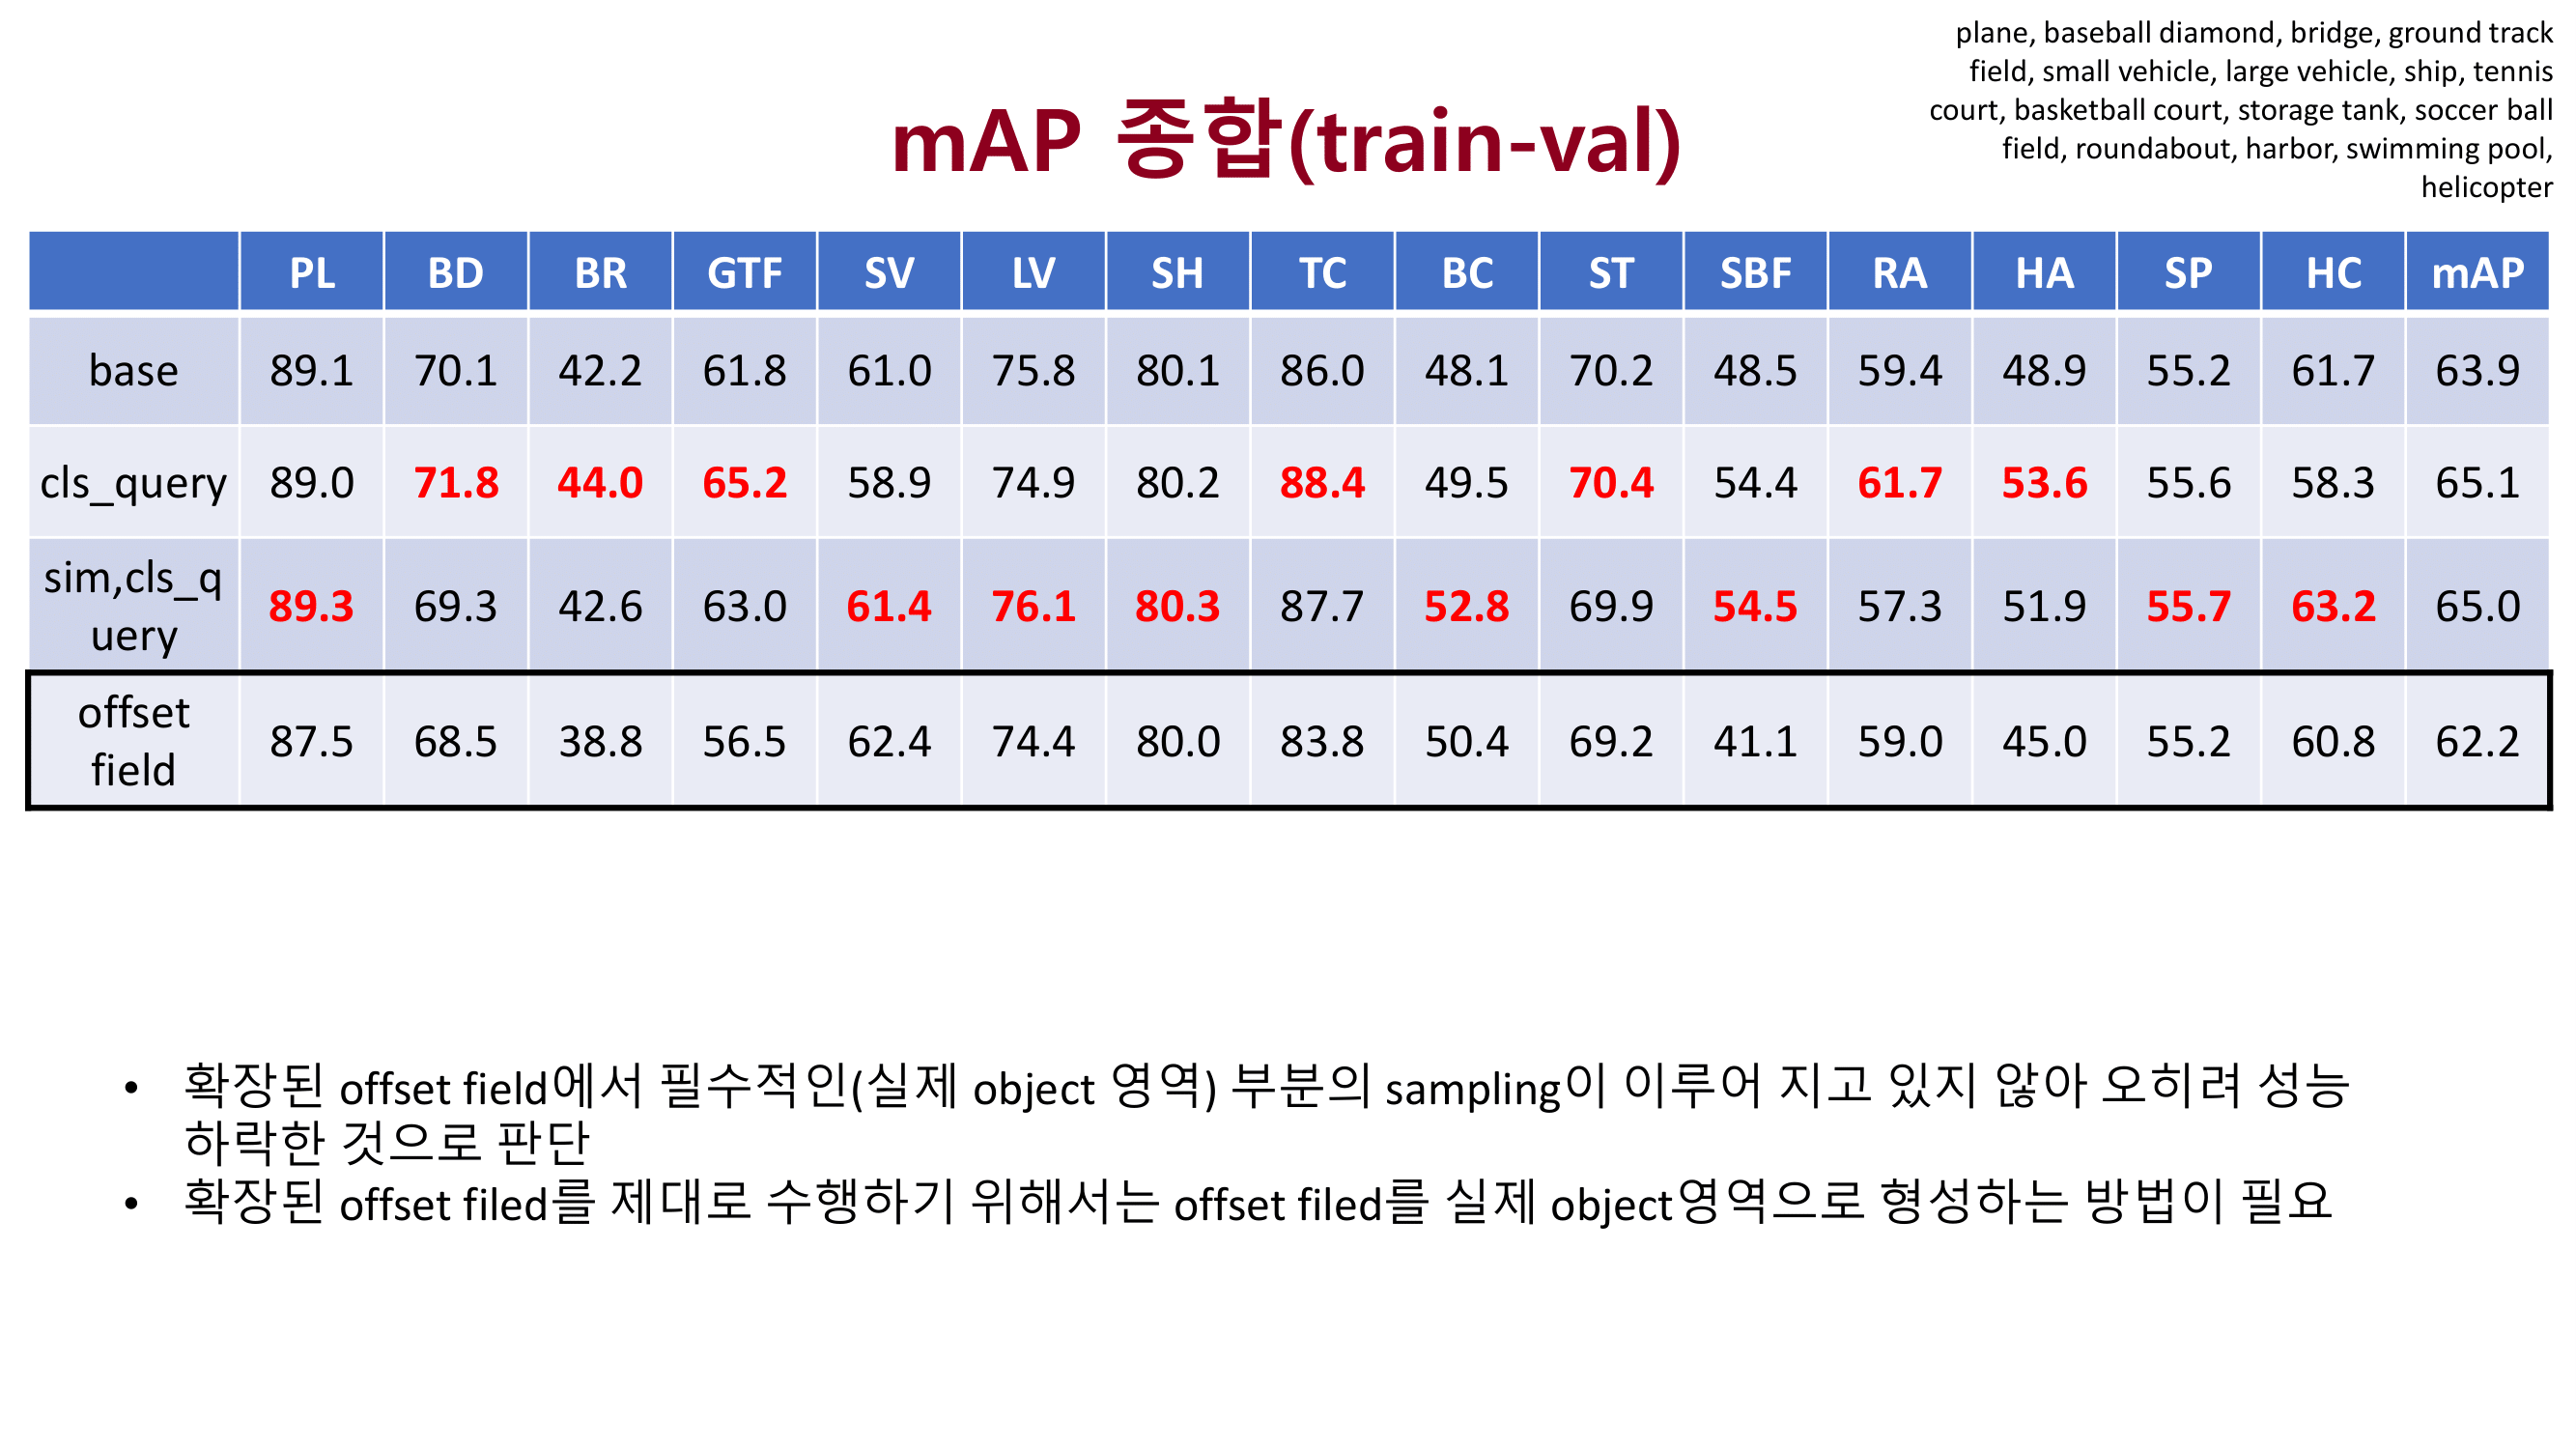 plane, baseball diamond, bridge, ground track
field, small vehicle, large vehicle, ship, tennis
court, basketball court, storage tank, soccer ball
field, roundabout, harbor, swimming pool,
helicopter
mAP 종합(train-val)
PL BD BR GTF SV LV SH TC BC ST SBF RA HA SP HC mAP
base 89.1 70.1 42.2 61.8 61.0 75.8 80.1 86.0 48.1 70.2 48.5 59.4 48.9 55.2 61.7 63.9
cls_query 89.0 71.8 44.0 65.2 58.9 74.9 80.2 88.4 49.5 70.4 54.4 61.7 53.6 55.6 58.3 65.1
sim,cls_q
uery 89.3 69.3 42.6 63.0 61.4 76.1 80.3 87.7 52.8 69.9 54.5 57.3 51.9 55.7 63.2 65.0
offset
field 87.5 68.5 38.8 56.5 62.4 74.4 80.0 83.8 50.4 69.2 41.1 59.0 45.0 55.2 60.8 62.2
• 확장된 offset field에서 필수적인(실제 object 영역) 부분의 sampling이 이루어 지고 있지 않아 오히려 성능
하락한 것으로 판단
• 확장된 offset filed를 제대로 수행하기 위해서는 offset filed를 실제 object영역으로 형성하는 방법이 필요